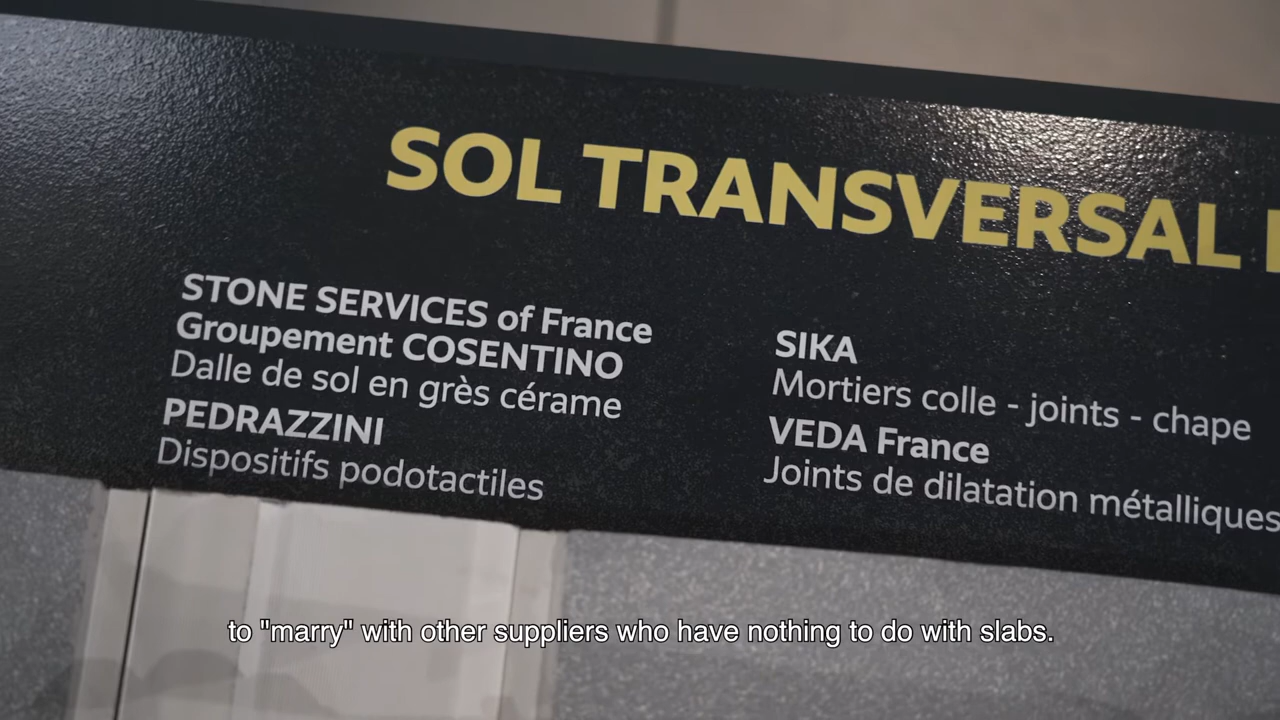 SOL TRANSVERSAL
STONE SERVICES of France
Groupement COSENTINO
Dalle de sol en grès cérame
PEDRAZZINI
Dispositifs podotactiles
SIKA
Mortiers colle - joints - chape
VEDA France
Joints de dilatation métalliques
to "marry" with other suppliers who have nothing to do with slabs.